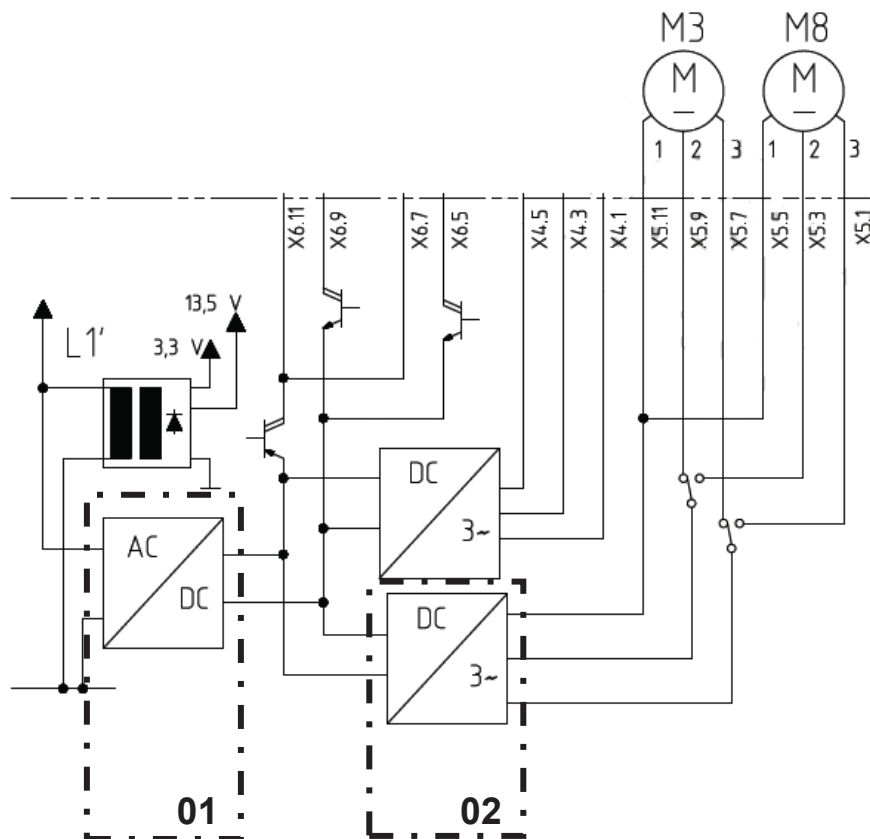 M3 M8
M M
1 2 3 1 2 3
X6.11 X6.9 X6.7 X6.5 X4.5 X4.3 X4.1 X5.11 X5.9 X5.7 X5.5 X5.3 X5.1
13,5 V
L1'
3,3 V
DC
3~
AC
DC
DC
3~
01
02